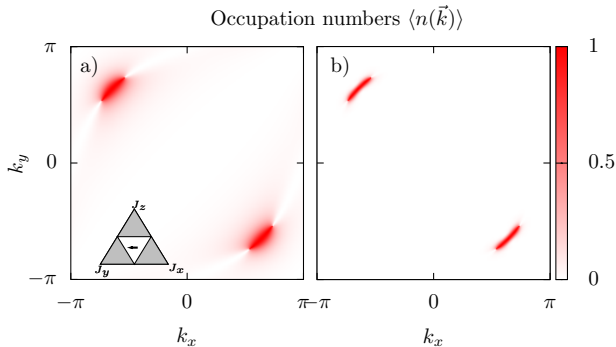 Occupation numbers ⟨n(k⃗)⟩
a)
b)
π
0
−π
k_y
J_z
J_y
J_x
−π
0
π
−π
0
π
k_x
k_x
1
0.5
0